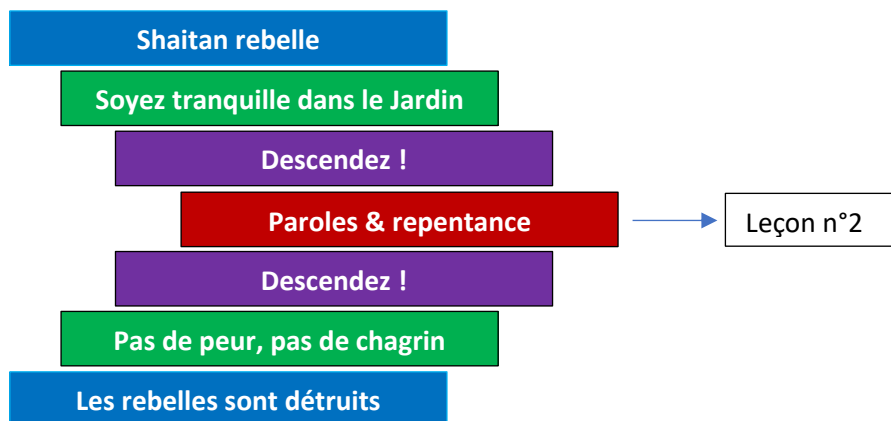 Shaitan rebelle
Soyez tranquille dans le Jardin
Descendez !
Paroles & repentance
Leçon n°2
Descendez !
Pas de peur, pas de chagrin
Les rebelles sont détruits